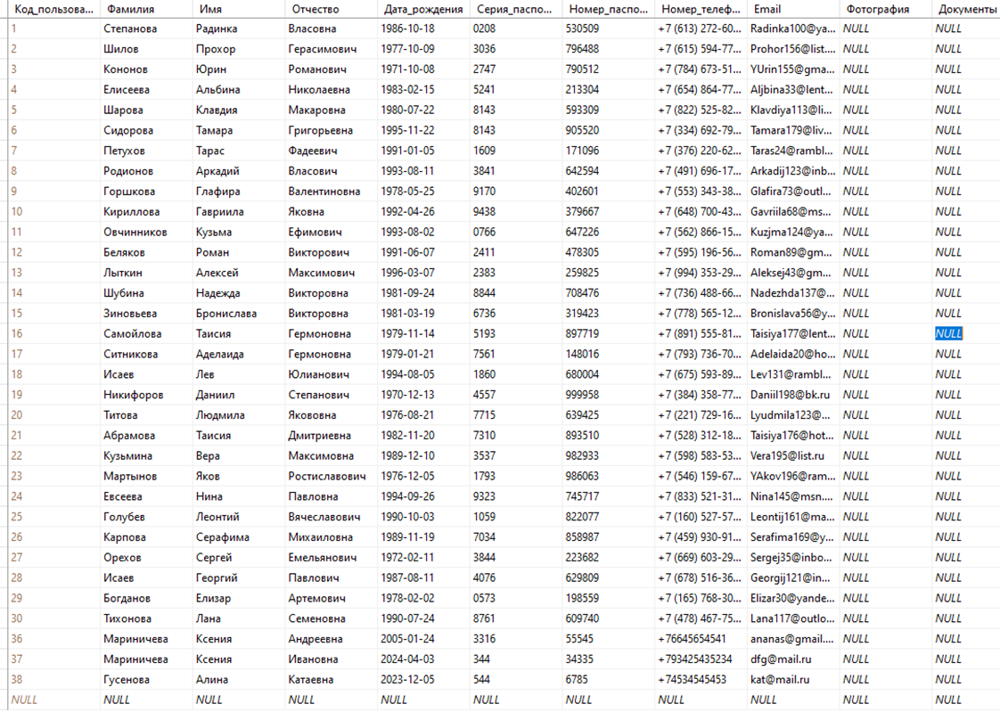 Код_пользова... Фамилия Имя Отчество Дата_рождения Серия_паспо... Номер_паспо... Номер_телеф... Email Фотография Документы
1 Степанова Радинка Власовна 1986-10-18 0208 530509 +7 (613) 272-60... Radinka100@ya... NULL NULL
2 Шилов Прохор Герасимович 1977-10-09 3036 796488 +7 (615) 594-77... Prohor156@list.... NULL NULL
3 Кононов Юрин Романович 1971-10-08 2747 790512 +7 (784) 673-51... YUrin155@gma... NULL NULL
4 Елисеева Альбина Николаевна 1983-02-15 5241 213304 +7 (654) 864-77... Aljbina33@lent... NULL NULL
5 Шарова Клавдия Макаровна 1980-07-22 8143 593309 +7 (822) 525-82... Klavdiya113@li... NULL NULL
6 Сидорова Тамара Григорьевна 1995-11-22 8143 905520 +7 (334) 692-79... Tamara179@liv... NULL NULL
7 Петухов Тарас Фадеевич 1991-01-05 1609 171096 +7 (376) 220-62... Taras24@rambl... NULL NULL
8 Родионов Аркадий Власович 1993-08-11 3841 642594 +7 (491) 696-17... Arkadij123@inb... NULL NULL
9 Горшкова Глафира Валентиновна 1978-05-25 9170 402601 +7 (553) 343-38... Glafira73@outl... NULL NULL
10 Кириллова Гавриила Яковна 1992-04-26 9438 379667 +7 (648) 700-43... Gavriila68@ms... NULL NULL
11 Овчинников Кузьма Ефимович 1993-08-02 0766 647226 +7 (562) 866-15... Kuzjma124@ya... NULL NULL
12 Беляков Роман Викторович 1991-06-07 2411 478305 +7 (595) 196-56... Roman89@gm... NULL NULL
13 Лыткин Алексей Максимович 1996-03-07 2383 259825 +7 (994) 353-29... Aleksej43@gm... NULL NULL
14 Шубина Надежда Викторовна 1981-09-24 8844 708476 +7 (736) 488-66... Nadezhda137@... NULL NULL
15 Зиновьева Бронислава Викторовна 1981-03-19 6736 319423 +7 (778) 565-12... Bronislava56@y... NULL NULL
16 Самойлова Таисия Гермоновна 1979-11-14 5193 897719 +7 (891) 555-81... Taisiya177@lent... NULL NULL
17 Ситникова Аделаида Гермоновна 1979-01-21 7561 148016 +7 (793) 736-70... Adelaida20@ho... NULL NULL
18 Исаев Лев Юлианович 1994-08-05 1860 680004 +7 (675) 593-89... Lev131@rambl... NULL NULL
19 Никифоров Даниил Степанович 1970-12-13 4557 999958 +7 (384) 358-77... Daniil198@bk.ru NULL NULL
20 Титова Людмила Якововна 1976-08-21 7715 639425 +7 (221) 729-16... Lyudmila123@... NULL NULL
21 Абрамова Таисия Дмитриевна 1982-11-20 7310 893510 +7 (528) 312-18... Taisiya176@hot... NULL NULL
22 Кузьмина Вера Максимовна 1989-12-10 3537 982933 +7 (598) 583-53... Vera195@list.ru NULL NULL
23 Мартынов Яков Ростиславович 1976-12-05 1793 986063 +7 (546) 159-67... YAkov196@ram... NULL NULL
24 Евсеева Нина Павловна 1994-09-26 9323 745717 +7 (833) 521-31... Nina145@msn.... NULL NULL
25 Голубев Леонтий Вячеславович 1990-10-03 1059 822077 +7 (160) 527-57... Leontij161@ma... NULL NULL
26 Карпова Серафима Михаиловна 1989-11-19 7034 858987 +7 (459) 930-91... Serafima169@y... NULL NULL
27 Орехов Сергей Емельянович 1972-02-11 3844 223682 +7 (669) 603-29... Sergej35@inbo... NULL NULL
28 Исаев Георгий Павлович 1987-08-11 4076 629809 +7 (678) 516-36... Georgij121@in... NULL NULL
29 Богданов Елизар Артемович 1978-02-02 0573 198559 +7 (165) 768-30... Elizar30@yande... NULL NULL
30 Тихонова Лана Семеновна 1990-07-24 8761 609740 +7 (478) 467-75... Lana117@outlo... NULL NULL
36 Мариничева Ксения Андреевна 2005-01-24 3316 55545 +76645654541 ananas@gmail.... NULL NULL
37 Мариничева Ксения Ивановна 2024-04-03 344 34335 +793425435234 dfg@mail.ru NULL NULL
38 Гусенова Алина Катаевна 2023-12-05 544 6785 +74534545453 kat@mail.ru NULL NULL
NULL NULL NULL NULL NULL NULL NULL NULL NULL NULL NULL